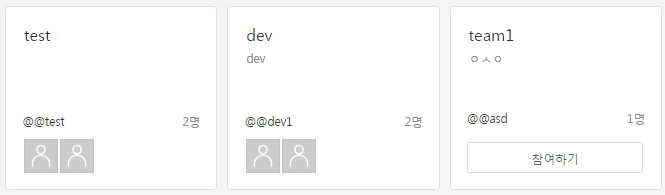 test
@@test 2명
dev
dev
@@dev1 2명
team1
ㅇㅅㅇ
@@asd 1명
참여하기